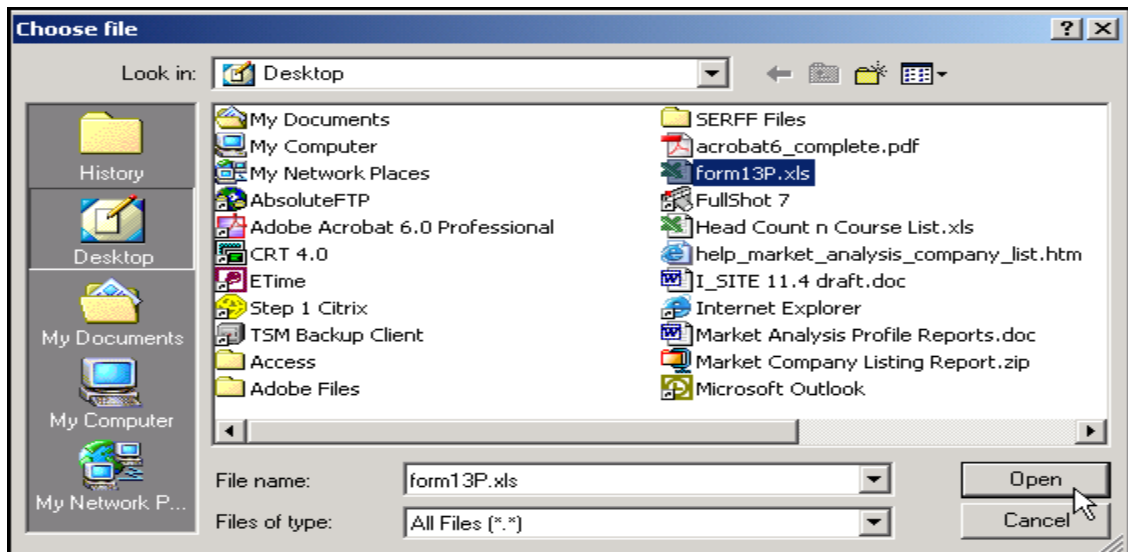 Choose file
Look in: Desktop
History
Desktop
My Documents
My Computer
My Network P...
My Documents
My Computer
My Network Places
AbsoluteFTP
Adobe Acrobat 6.0 Professional
CRT 4.0
ETime
Step 1 Citrix
TSM Backup Client
Access
Adobe Files
SERFF Files
acrobat6_complete.pdf
form13P.xls
FullShot 7
Head Count n Course List.xls
help_market_analysis_company_list.htm
I_SITE 11.4 draft.doc
Internet Explorer
Market Analysis Profile Reports.doc
Market Company Listing Report.zip
Microsoft Outlook
File name: form13P.xls Open
Files of type: All Files (*.*) Cancel